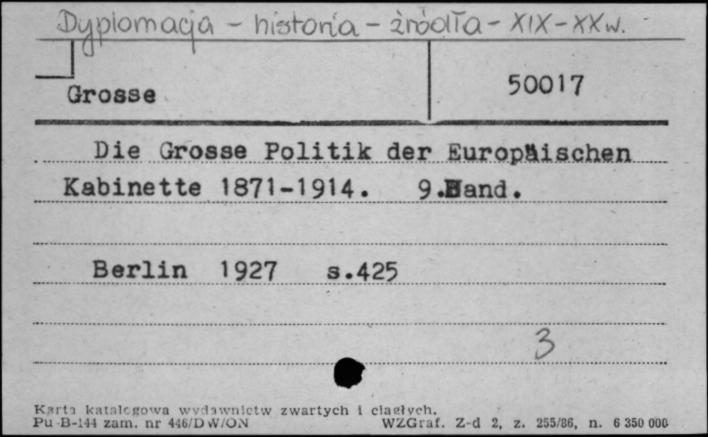 Dyplomacja - historia - źródła - XIX-XX w.
Grosse
50017
Die Grosse Politik der Europäischen
Kabinette 1871-1914. 9.Band.
Berlin 1927 s.425
3
Karta katalogowa wydawnictw zwartych i ciągłych.
Pu-B-144 zam. nr 446/DW/ON WZGraf. Z-d 2, z. 255/86, n. 6 350 000